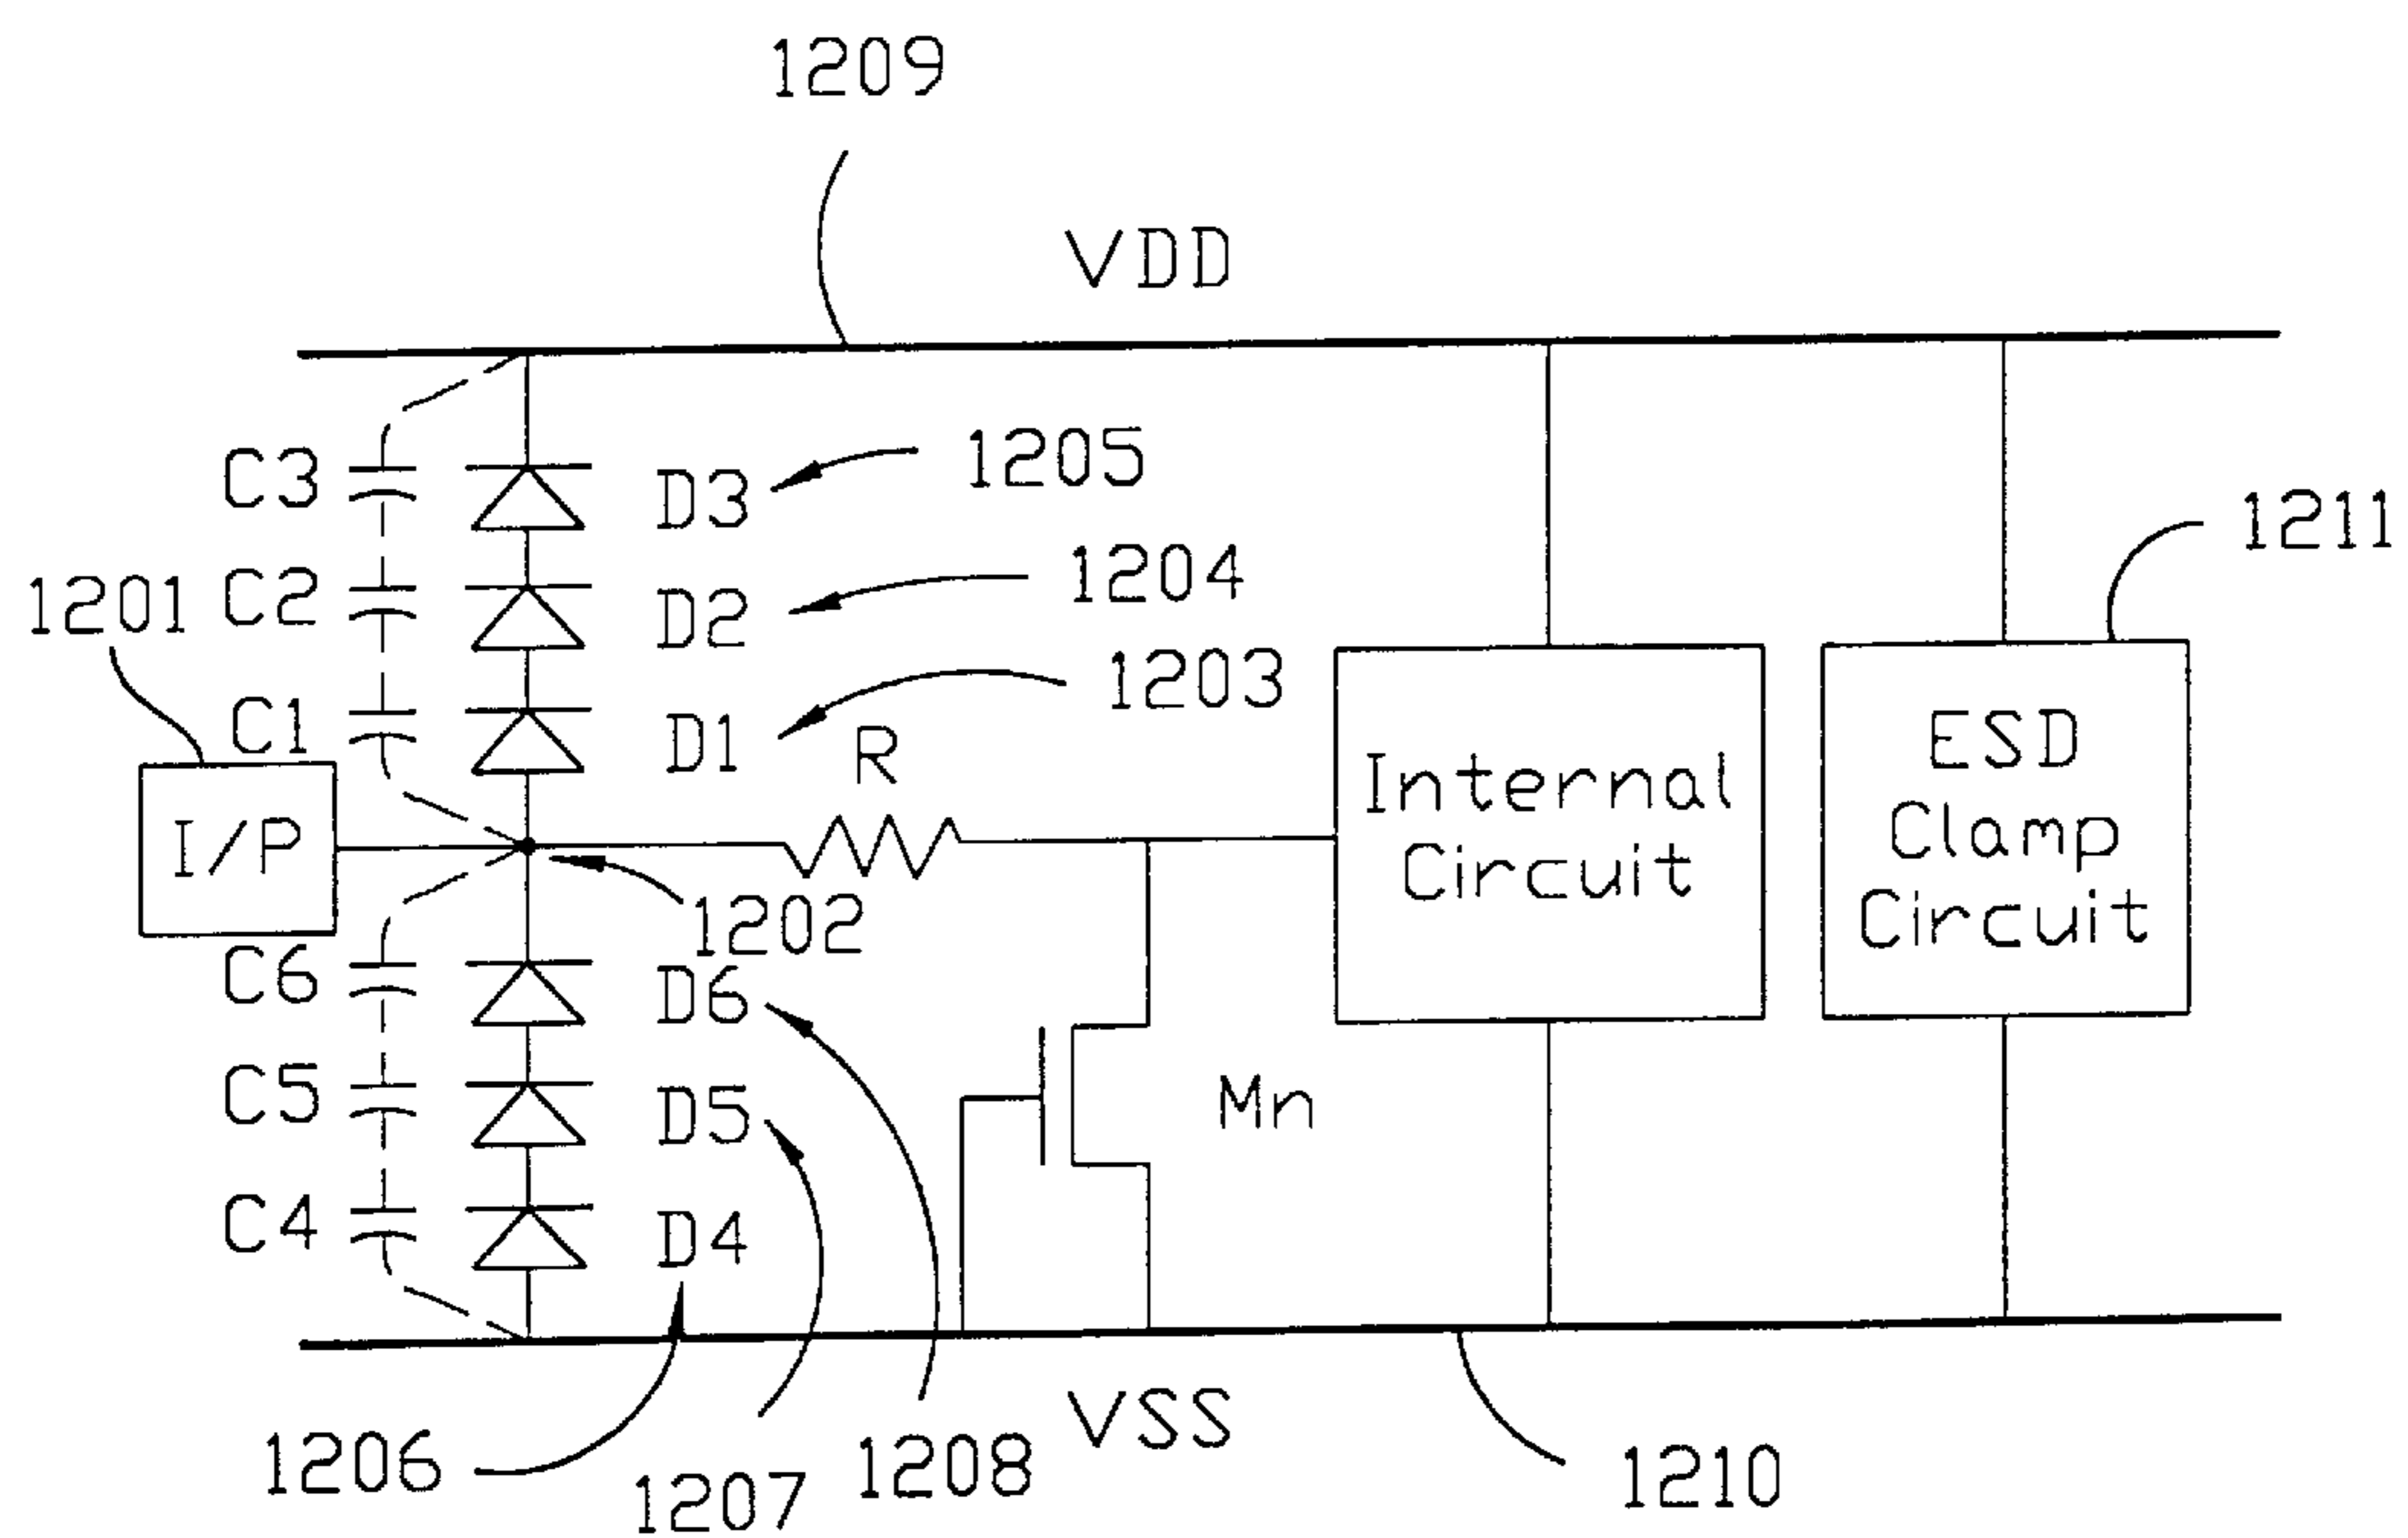 1209
VDD
C3
D3
1205
1211
1201
C2
D2
1204
C1
D1
1203
R
I/P
Internal
Circuit
ESD
Clamp
Circuit
1202
C6
D6
C5
D5
Mn
C4
D4
VSS
1206
1207
1208
1210